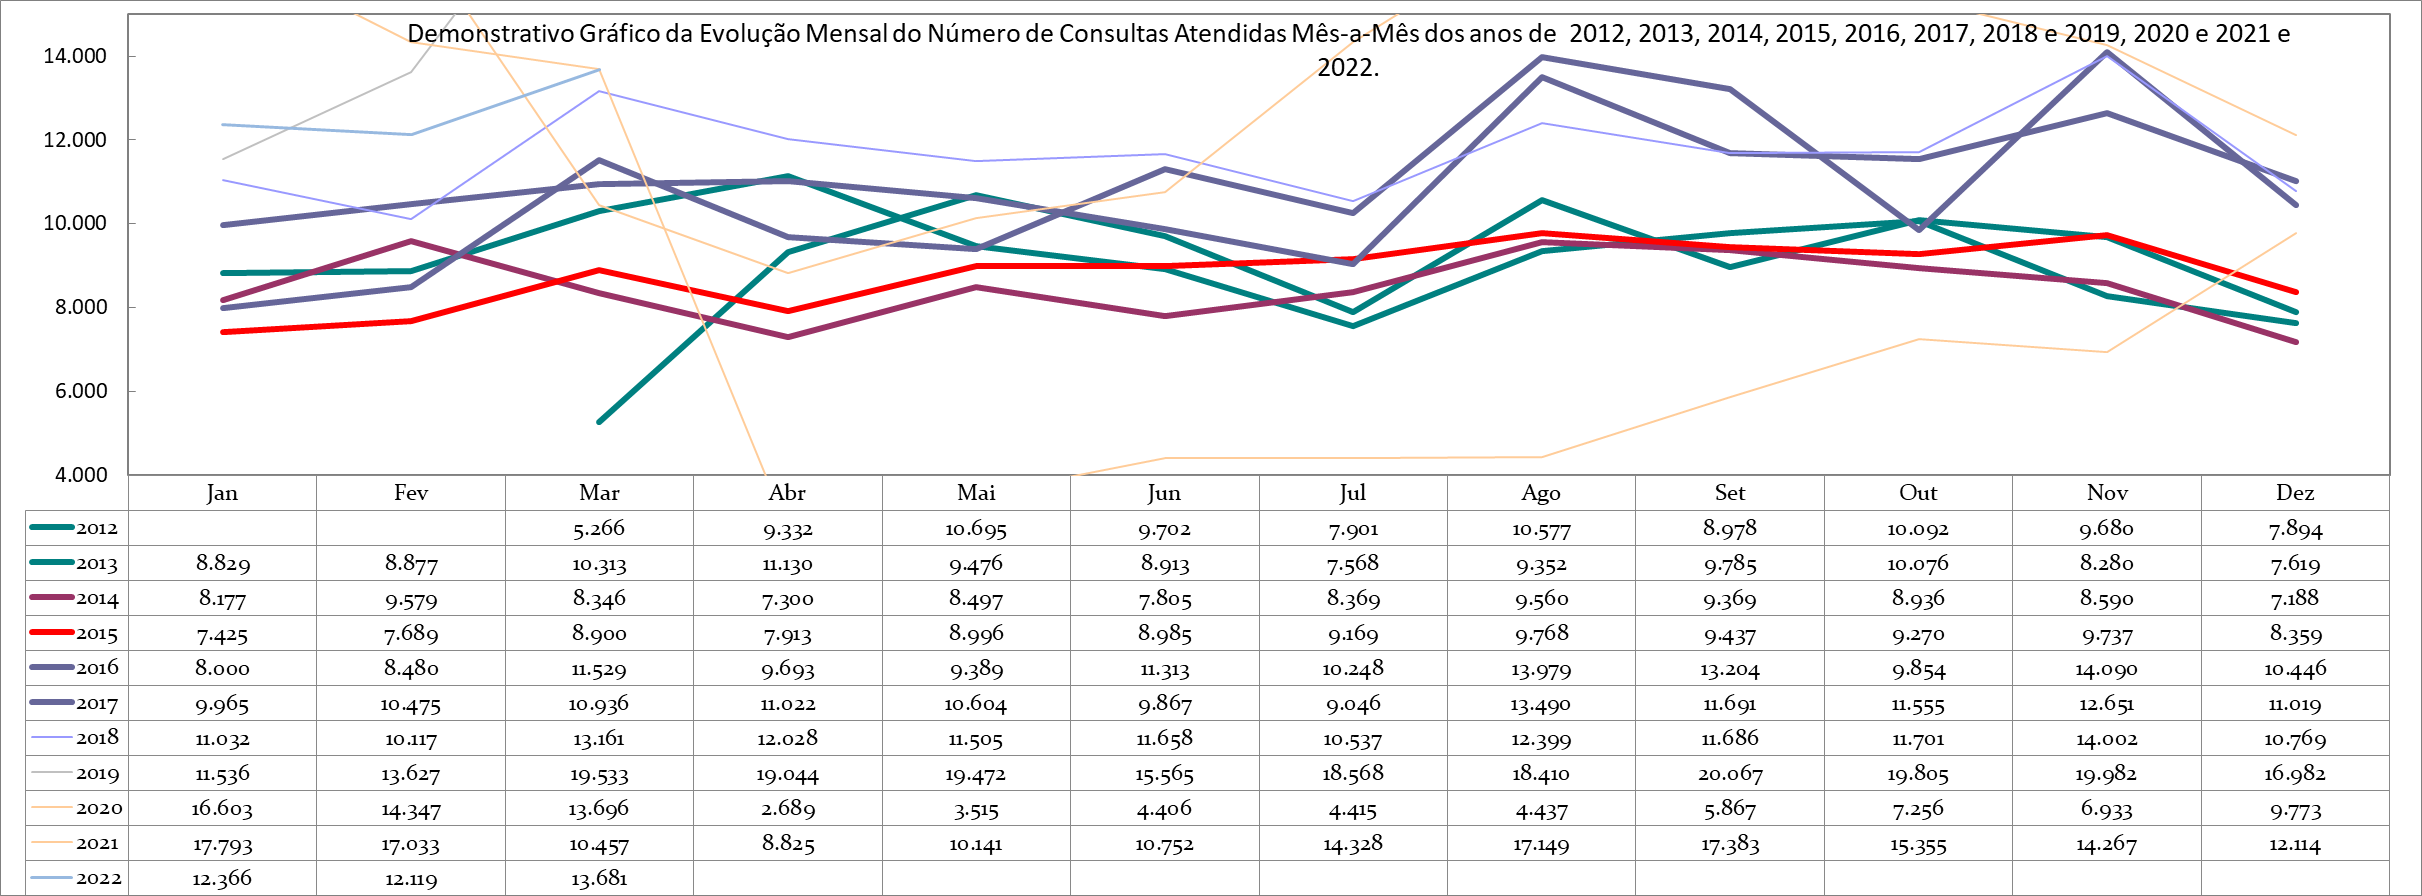 Demonstrativo Gráfico da Evolução Mensal do Número de Consultas Atendidas Mês-a-Mês dos anos de  2012, 2013, 2014, 2015, 2016, 2017, 2018 e 2019, 2020 e 2021 e
2022.
14.000
12.000
10.000
8.000
6.000
4.000
Jan Fev Mar Abr Mai Jun Jul Ago Set Out Nov Dez
2012 5.266 9.332 10.695 9.702 7.901 10.577 8.978 10.092 9.680 7.894
2013 8.829 8.877 10.313 11.130 9.476 8.913 7.568 9.352 9.785 10.076 8.280 7.619
2014 8.177 9.579 8.346 7.300 8.497 7.805 8.369 9.560 9.369 8.936 8.590 7.188
2015 7.425 7.689 8.900 7.913 8.996 8.985 9.169 9.768 9.437 9.270 9.737 8.359
2016 8.000 8.480 11.529 9.693 9.389 11.313 10.248 13.979 13.204 9.854 14.090 10.446
2017 9.965 10.475 10.936 11.022 10.604 9.867 9.046 13.490 11.691 11.555 12.651 11.019
2018 11.032 10.117 13.161 12.028 11.505 11.658 10.537 12.399 11.686 11.701 14.002 10.769
2019 11.536 13.627 19.533 19.044 19.472 15.565 18.568 18.410 20.067 19.805 19.982 16.982
2020 16.603 14.347 13.696 2.689 3.515 4.406 4.415 4.437 5.867 7.256 6.933 9.773
2021 17.793 17.033 10.457 8.825 10.141 10.752 14.328 17.149 17.383 15.355 14.267 12.114
2022 12.366 12.119 13.681